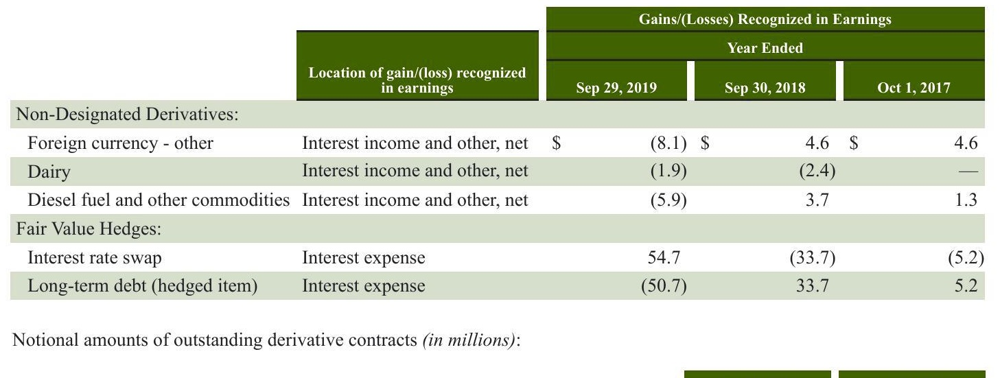 Gains/(Losses) Recognized in Earnings
Year Ended
Location of gain/(loss) recognized
in earnings
Sep 29, 2019 Sep 30, 2018 Oct 1, 2017
Non-Designated Derivatives:
Foreign currency - other Interest income and other, net $ (8.1) $ 4.6 $ 4.6
Dairy Interest income and other, net (1.9) (2.4) —
Diesel fuel and other commodities Interest income and other, net (5.9) 3.7 1.3
Fair Value Hedges:
Interest rate swap Interest expense 54.7 (33.7) (5.2)
Long-term debt (hedged item) Interest expense (50.7) 33.7 5.2
Notional amounts of outstanding derivative contracts (in millions):